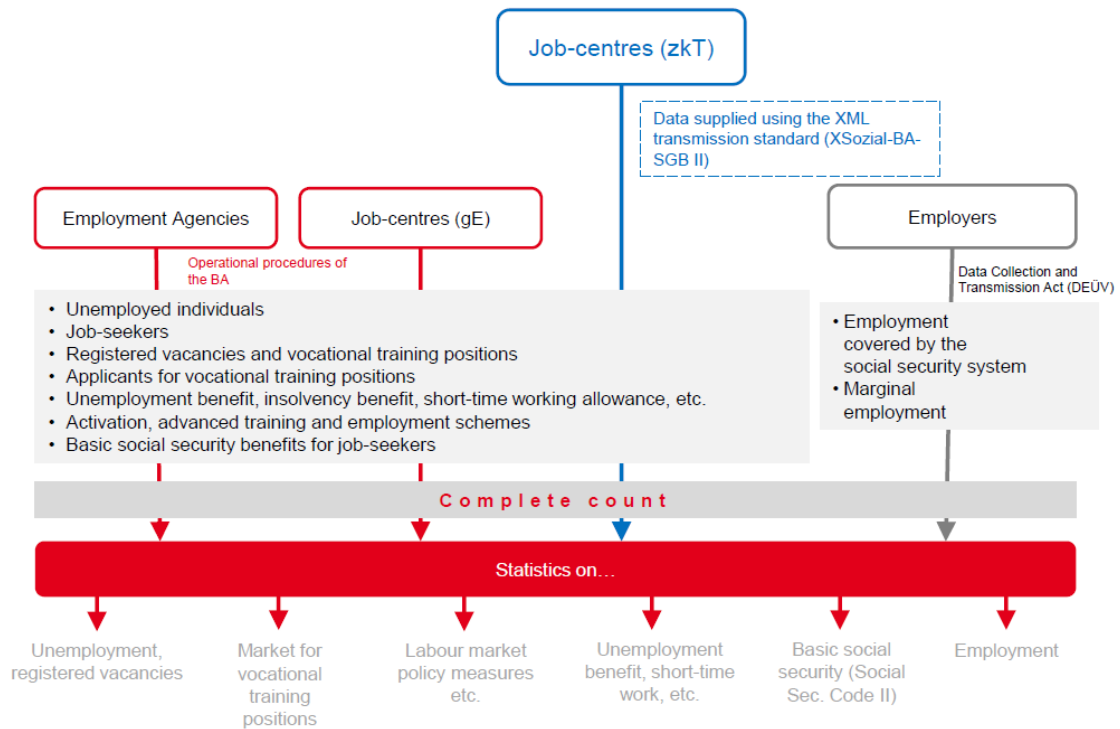 Job-centres (zkT)
Data supplied using the XML
transmission standard (XSozial-BA-
SGB II)
Employment Agencies
Job-centres (gE)
Employers
Operational procedures of
the BA
Data Collection and
Transmission Act (DEÜV)
• Unemployed individuals
• Job-seekers
• Registered vacancies and vocational training positions
• Applicants for vocational training positions
• Unemployment benefit, insolvency benefit, short-time working allowance, etc.
• Activation, advanced training and employment schemes
• Basic social security benefits for job-seekers
• Employment
covered by the
social security system
• Marginal
employment
Complete count
Statistics on…
Unemployment,
registered vacancies
Market for
vocational
training
positions
Labour market
policy measures
etc.
Unemployment
benefit, short-time
work, etc.
Basic social
security (Social
Sec. Code II)
Employment